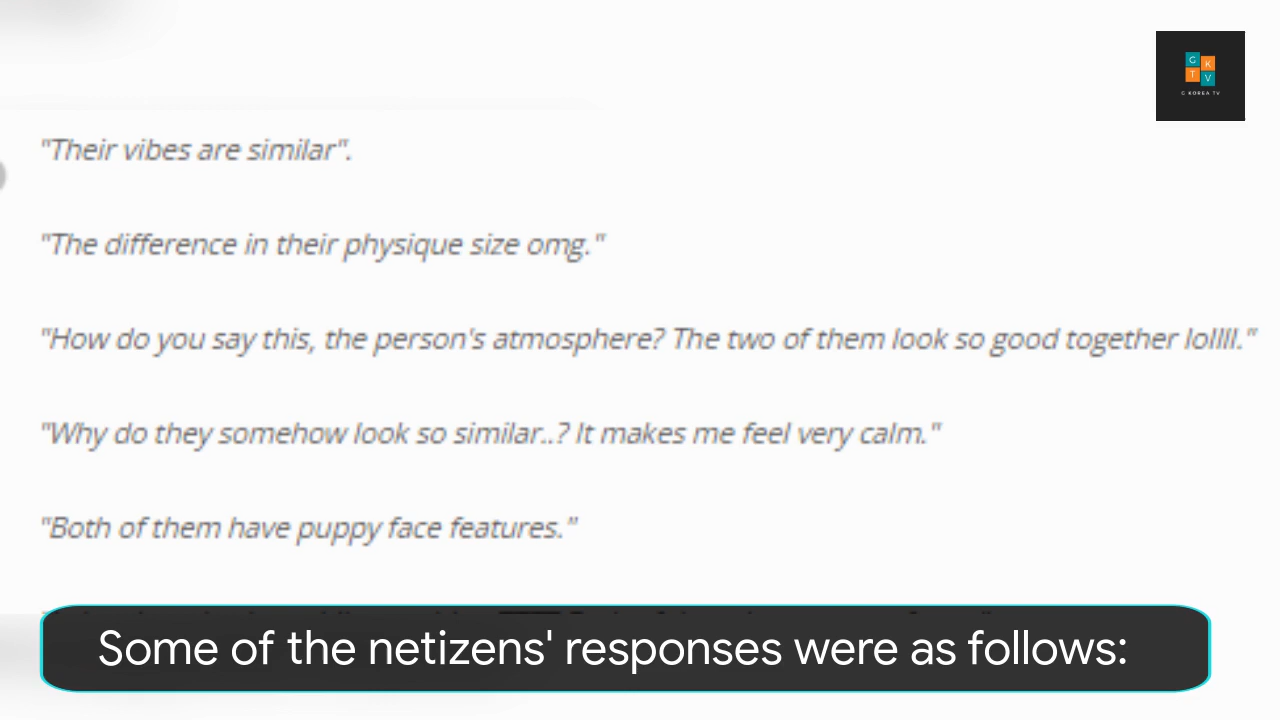 G K
T V
G KOREA TV
"Their vibes are similar".
"The difference in their physique size omg."
"How do you say this, the person's atmosphere? The two of them look so good together lollll."
"Why do they somehow look so similar..? It makes me feel very calm."
"Both of them have puppy face features."
Some of the netizens' responses were as follows: